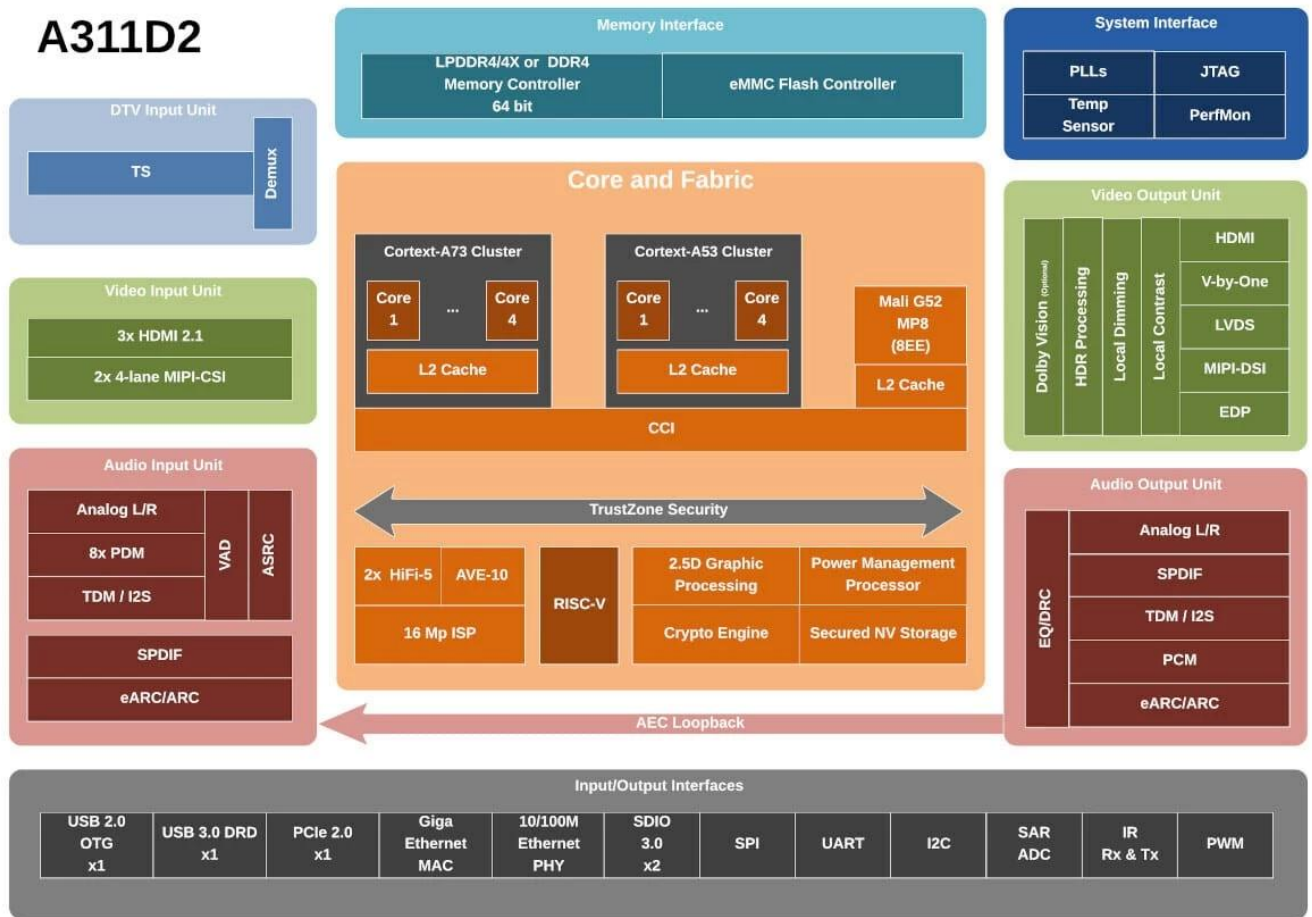 A311D2
Memory Interface
LPDDR4/4X or DDR4
Memory Controller
64 bit
eMMC Flash Controller
System Interface
PLLs
JTAG
Temp
Sensor
PerfMon
DTV Input Unit
TS
Demux
Video Input Unit
3x HDMI 2.1
2x 4-lane MIPI-CSI
Audio Input Unit
Analog L/R
8x PDM
TDM / I2S
VAD
ASRC
SPDIF
eARC/ARC
Core and Fabric
Cortext-A73 Cluster
Core
1
...
Core
4
L2 Cache
Cortext-A53 Cluster
Core
1
...
Core
4
L2 Cache
Mali G52
MP8
(8EE)
L2 Cache
CCI
TrustZone Security
2x HiFi-5
AVE-10
16 Mp ISP
RISC-V
2.5D Graphic
Processing
Power Management
Processor
Crypto Engine
Secured NV Storage
AEC Loopback
Video Output Unit
Dolby Vision (Optional)
HDR Processing
Local Dimming
Local Contrast
HDMI
V-by-One
LVDS
MIPI-DSI
EDP
Audio Output Unit
EQ/DRC
Analog L/R
SPDIF
TDM / I2S
PCM
eARC/ARC
Input/Output Interfaces
USB 2.0
OTG
x1
USB 3.0 DRD
x1
PCIe 2.0
x1
Giga
Ethernet
MAC
10/100M
Ethernet
PHY
SDIO
3.0
x2
SPI
UART
I2C
SAR
ADC
IR
Rx & Tx
PWM